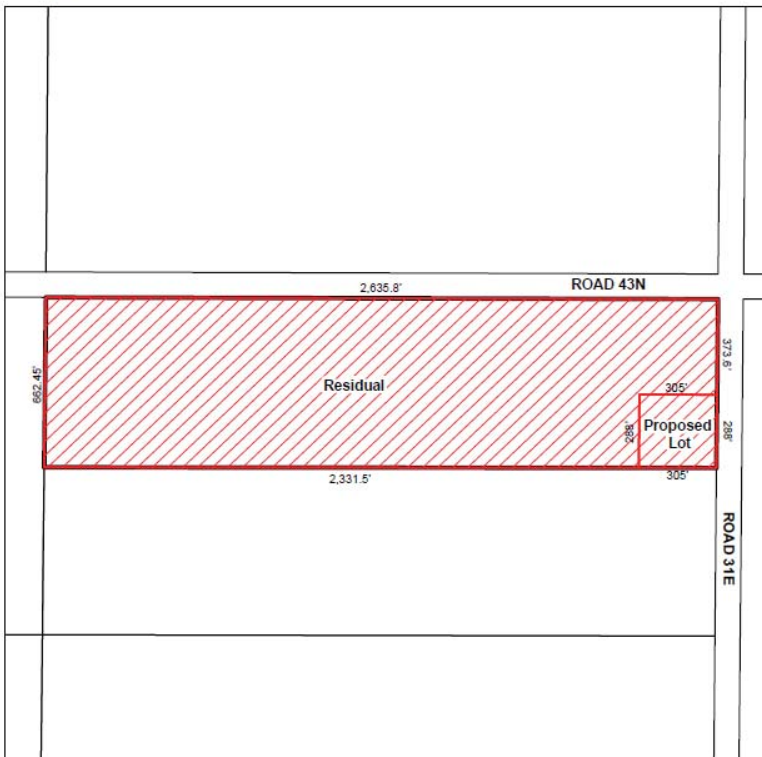 ROAD 43N
2,635.8'
662.45'
Residual
373.6'
305'
288'
Proposed
Lot
288'
2,331.5'
305'
ROAD 31E